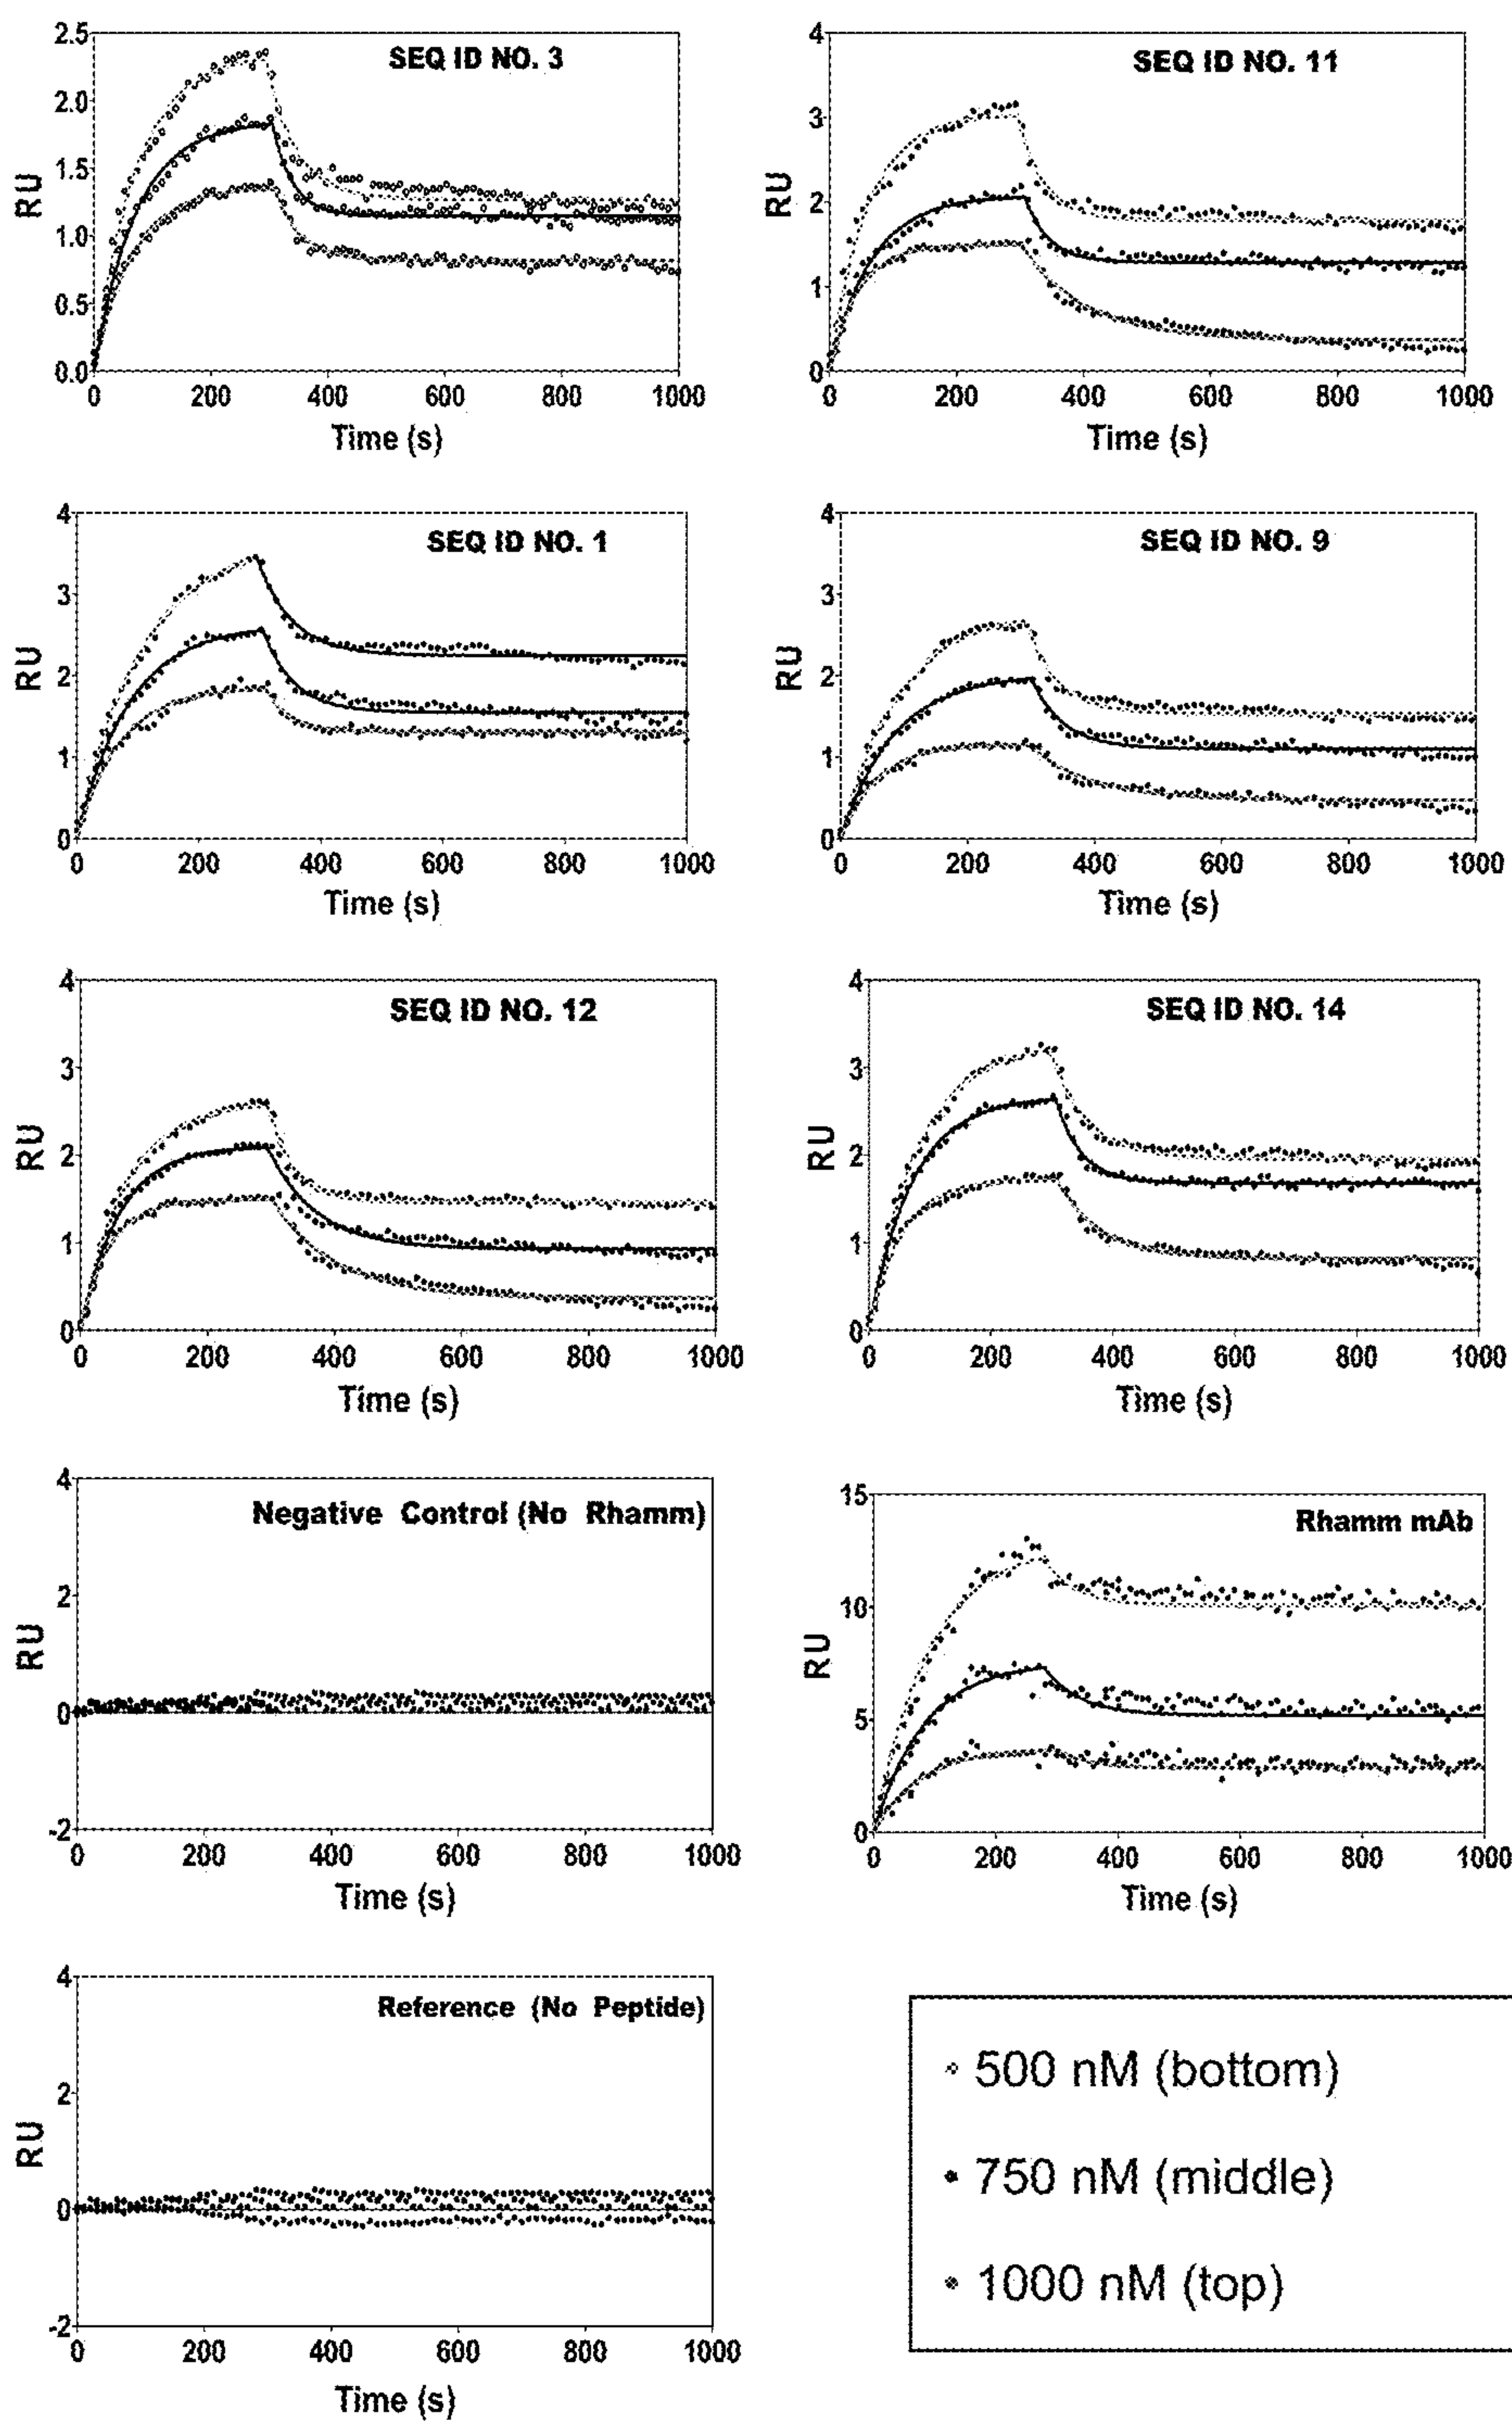 SEQ ID NO. 3
2.5
2.0
1.5
1.0
0.5
0.0
RU
0 200 400 600 800 1000
Time (s)
SEQ ID NO. 11
4
3
2
1
0
RU
0 200 400 600 800 1000
Time (s)
SEQ ID NO. 1
4
3
2
1
0
RU
0 200 400 600 800 1000
Time (s)
SEQ ID NO. 9
4
3
2
1
0
RU
0 200 400 600 800 1000
Time (s)
SEQ ID NO. 12
4
3
2
1
0
RU
0 200 400 600 800 1000
Time (s)
SEQ ID NO. 14
4
3
2
1
0
RU
0 200 400 600 800 1000
Time (s)
Negative Control (No Rhamm)
4
2
0
-2
RU
0 200 400 600 800 1000
Time (s)
Rhamm mAb
15
10
5
0
RU
0 200 400 600 800 1000
Time (s)
Reference (No Peptide)
4
2
0
-2
RU
0 200 400 600 800 1000
Time (s)
500 nM (bottom)
750 nM (middle)
1000 nM (top)